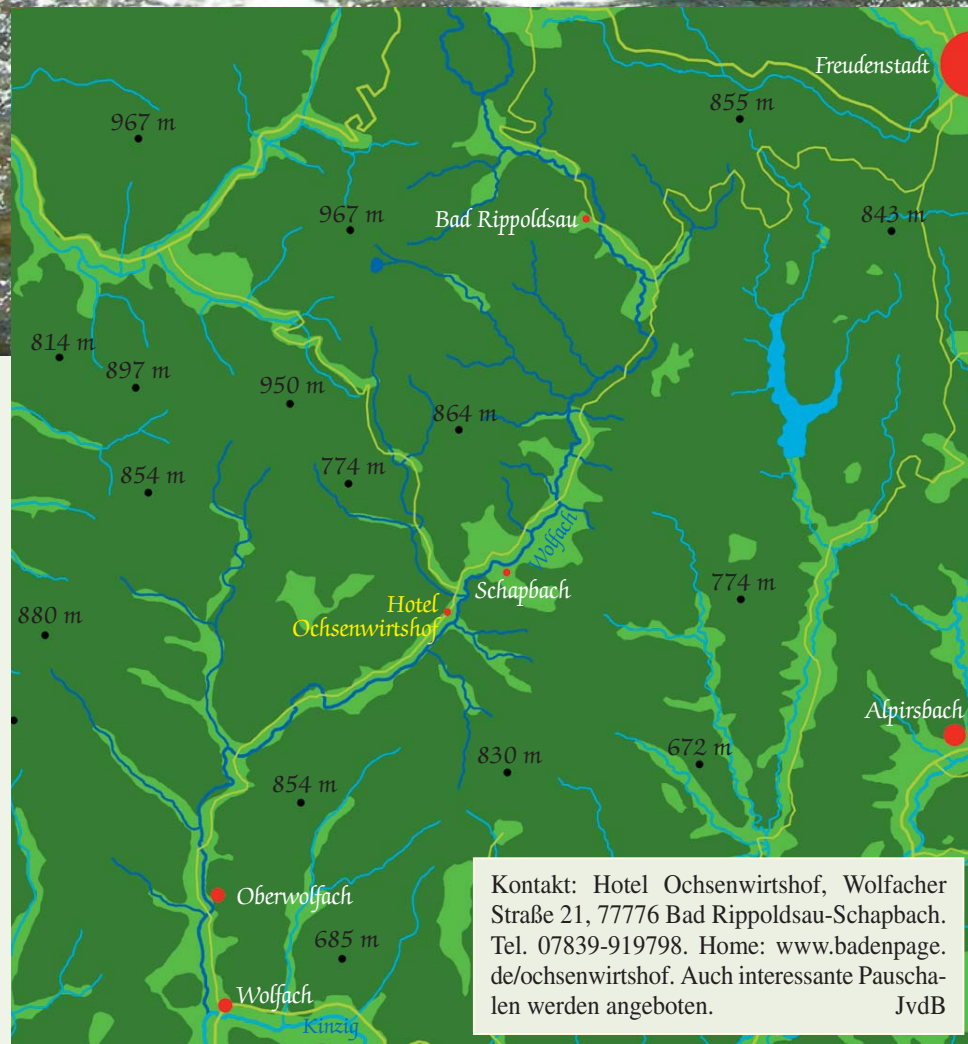 Freudenstadt
855 m
967 m
967 m
Bad Rippoldsau
843 m
814 m
897 m
950 m
864 m
854 m
774 m
Wolfach
Schapbach
774 m
Hotel
Ochsenwirtshof
880 m
Alpirsbach
830 m
672 m
854 m
Oberwolfach
685 m
Wolfach
Kinzig
Kontakt: Hotel Ochsenwirtshof, Wolfacher
Straße 21, 77776 Bad Rippoldsau-Schapbach.
Tel. 07839-919798. Home: www.badenpage.
de/ochsenwirtshof. Auch interessante Pauscha-
len werden angeboten. JvdB